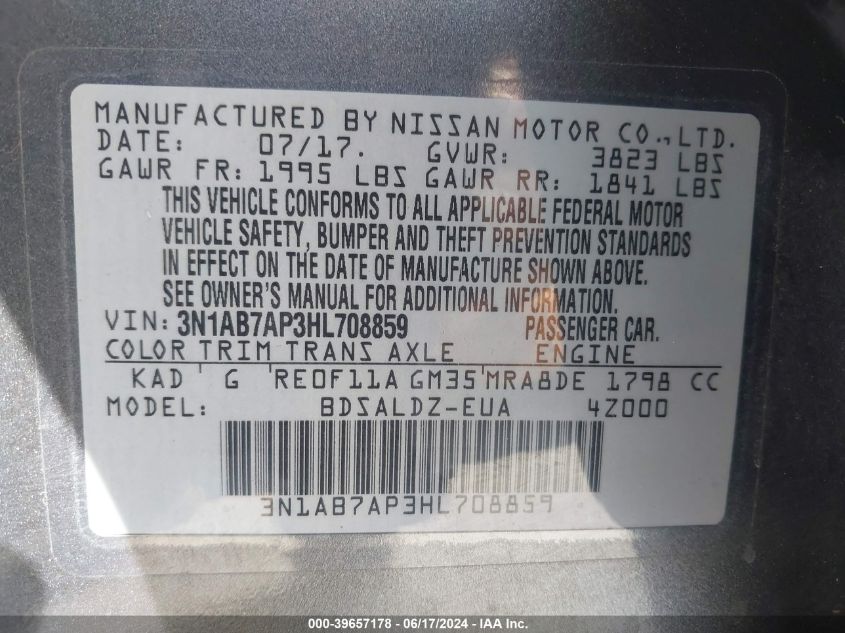 MANUFACTURED BY NISSAN MOTOR CO., LTD.
DATE: 07/17. GVWR: 3823 LBS
GAWR FR: 1995 LBS GAWR RR: 1841 LBS
THIS VEHICLE CONFORMS TO ALL APPLICABLE FEDERAL MOTOR
VEHICLE SAFETY, BUMPER AND THEFT PREVENTION STANDARDS
IN EFFECT ON THE DATE OF MANUFACTURE SHOWN ABOVE.
SEE OWNER'S MANUAL FOR ADDITIONAL INFORMATION.
VIN: 3N1AB7AP3HL708859 PASSENGER CAR.
COLOR TRIM TRANS AXLE ENGINE
KAD G RE0F11A GM35 MRA8DE 1798 CC
MODEL: BDSALDZ-EUA 4Z000
3N1AB7AP3HL708859
000-39657178 — 06/17/2024 — IAA Inc.